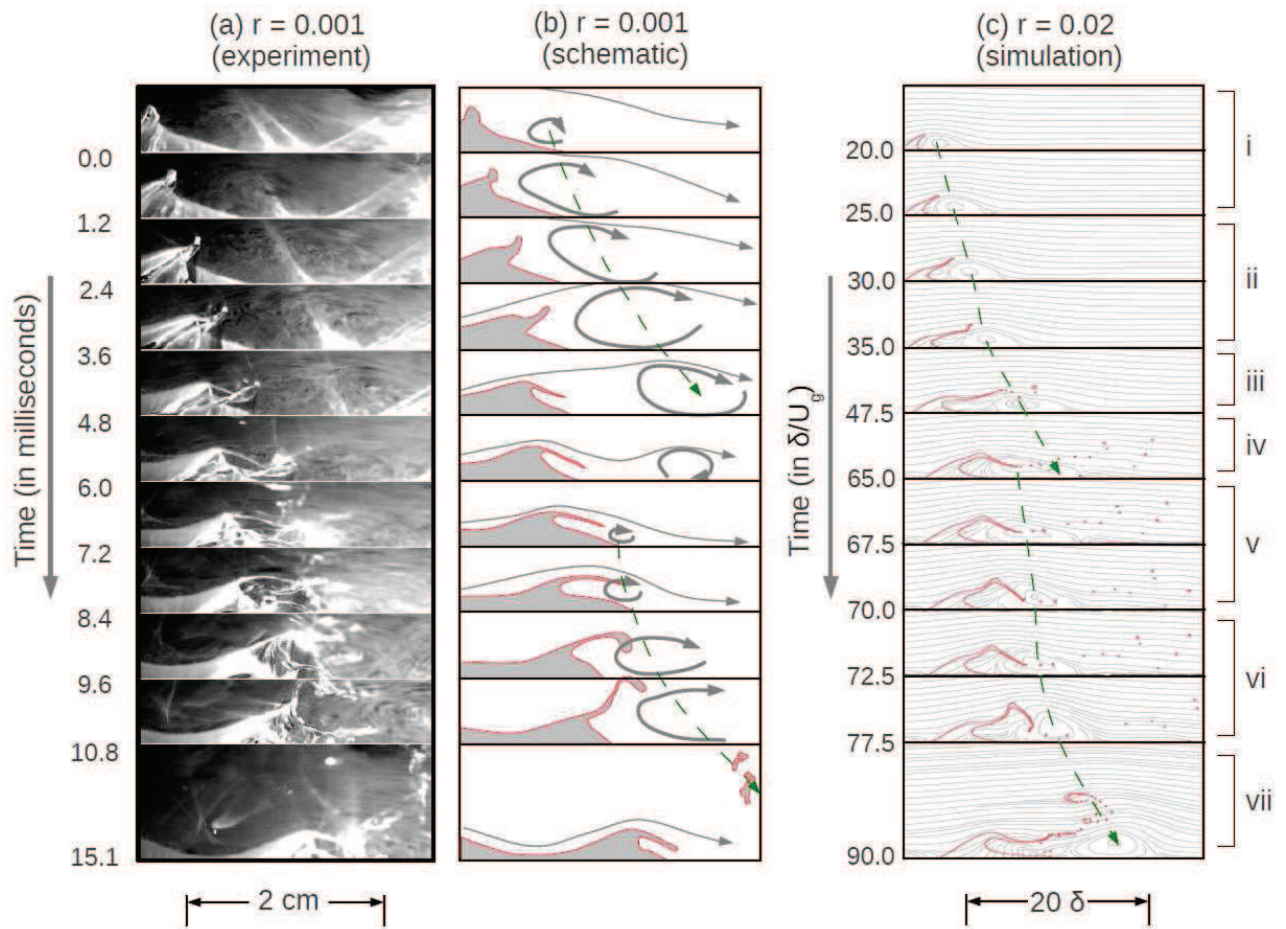 (a) r = 0.001
(experiment)
(b) r = 0.001
(schematic)
(c) r = 0.02
(simulation)
Time (in milliseconds)
0.0
1.2
2.4
3.6
4.8
6.0
7.2
8.4
9.6
10.8
15.1
2 cm
Time (in δ/U_g)
20.0
25.0
30.0
35.0
47.5
65.0
67.5
70.0
72.5
77.5
90.0
20 δ
i
ii
iii
iv
v
vi
vii